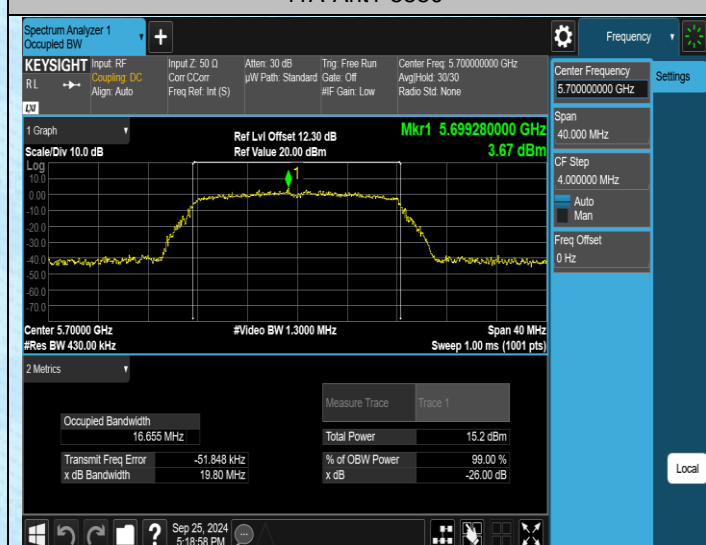 Spectrum Analyzer 1
Occupied BW
Frequency
KEYSIGHT
RL
LXI
Input: RF
Coupling: DC
Align: Auto
Input Z: 50 Ω
Corr CCorr
Freq Ref: Int (S)
Atten: 30 dB
µW Path: Standard
Trig: Free Run
Gate: Off
#IF Gain: Low
Center Freq: 5.700000000 GHz
Avg|Hold: 30/30
Radio Std: None
Center Frequency
5.700000000 GHz
Settings
Span
40.000 MHz
CF Step
4.000000 MHz
Auto
Man
Freq Offset
0 Hz
Local
1 Graph
Scale/Div 10.0 dB
Ref Lvl Offset 12.30 dB
Ref Value 20.00 dBm
Mkr1 5.699280000 GHz
3.67 dBm
Log
10.0
0.00
-10.0
-20.0
-30.0
-40.0
-50.0
-60.0
-70.0
1
Center 5.70000 GHz
#Video BW 1.3000 MHz
Span 40 MHz
#Res BW 430.00 kHz
Sweep 1.00 ms (1001 pts)
2 Metrics
Measure Trace
Trace 1
Occupied Bandwidth
16.655 MHz
Total Power
15.2 dBm
Transmit Freq Error
-51.848 kHz
% of OBW Power
99.00 %
x dB Bandwidth
19.80 MHz
x dB
-26.00 dB
Sep 25, 2024
5:18:58 PM